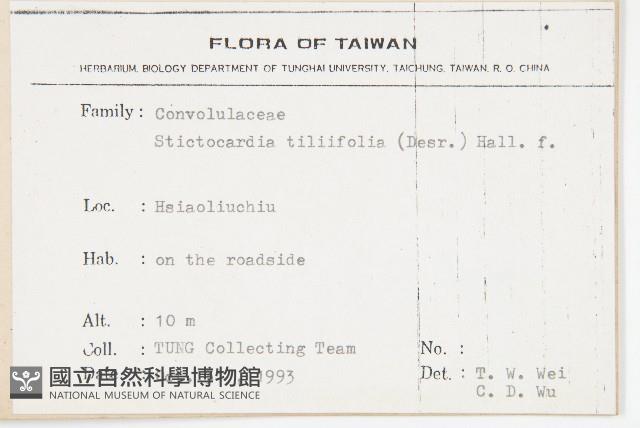 FLORA OF TAIWAN
HERBARIUM, BIOLOGY DEPARTMENT OF TUNGHAI UNIVERSITY, TAICHUNG, TAIWAN, R. O. CHINA
Family : Convolulaceae
Stictocardia tiliifolia (Desr.) Hall. f.
Loc. : Hsiaoliuchiu
Hab. : on the roadside
Alt. : 10 m
Coll. : TUNG Collecting Team No. :
1993 Det. : T. W. Wei
C. D. Wu
國立自然科學博物館
NATIONAL MUSEUM OF NATURAL SCIENCE